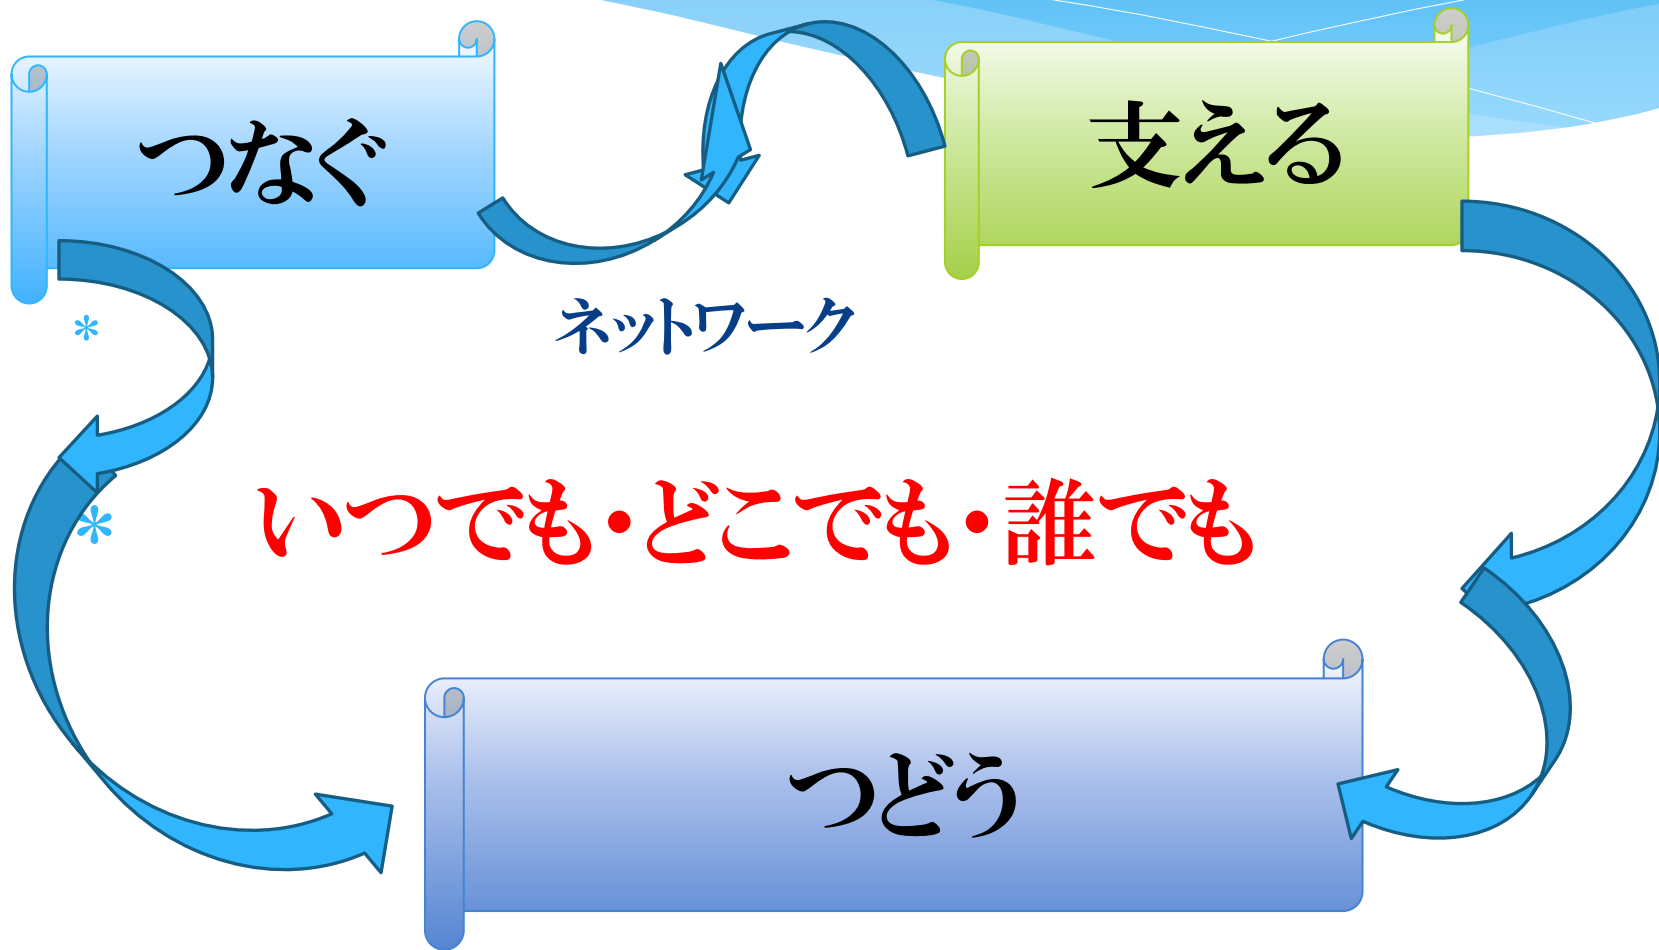 つなぐ
支える
* ネットワーク
* いつでも・どこでも・誰でも
つどう